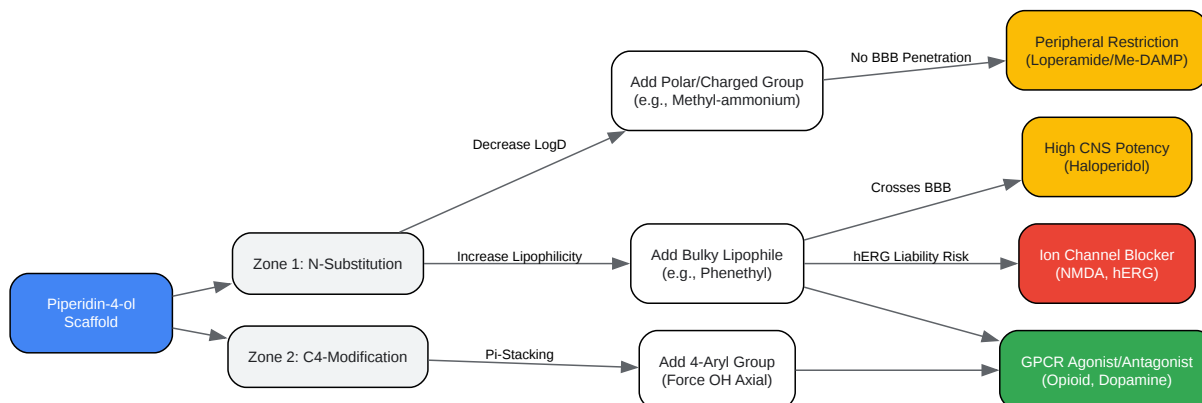 Piperidin-4-ol
Scaffold
Zone 1: N-Substitution
Zone 2: C4-Modification
Decrease LogD
Increase Lipophilicity
Pi-Stacking
Add Polar/Charged Group
(e.g., Methyl-ammonium)
Add Bulky Lipophile
(e.g., Phenethyl)
Add 4-Aryl Group
(Force OH Axial)
No BBB Penetration
Crosses BBB
hERG Liability Risk
Peripheral Restriction
(Loperamide/Me-DAMP)
High CNS Potency
(Haloperidol)
Ion Channel Blocker
(NMDA, hERG)
GPCR Agonist/Antagonist
(Opioid, Dopamine)